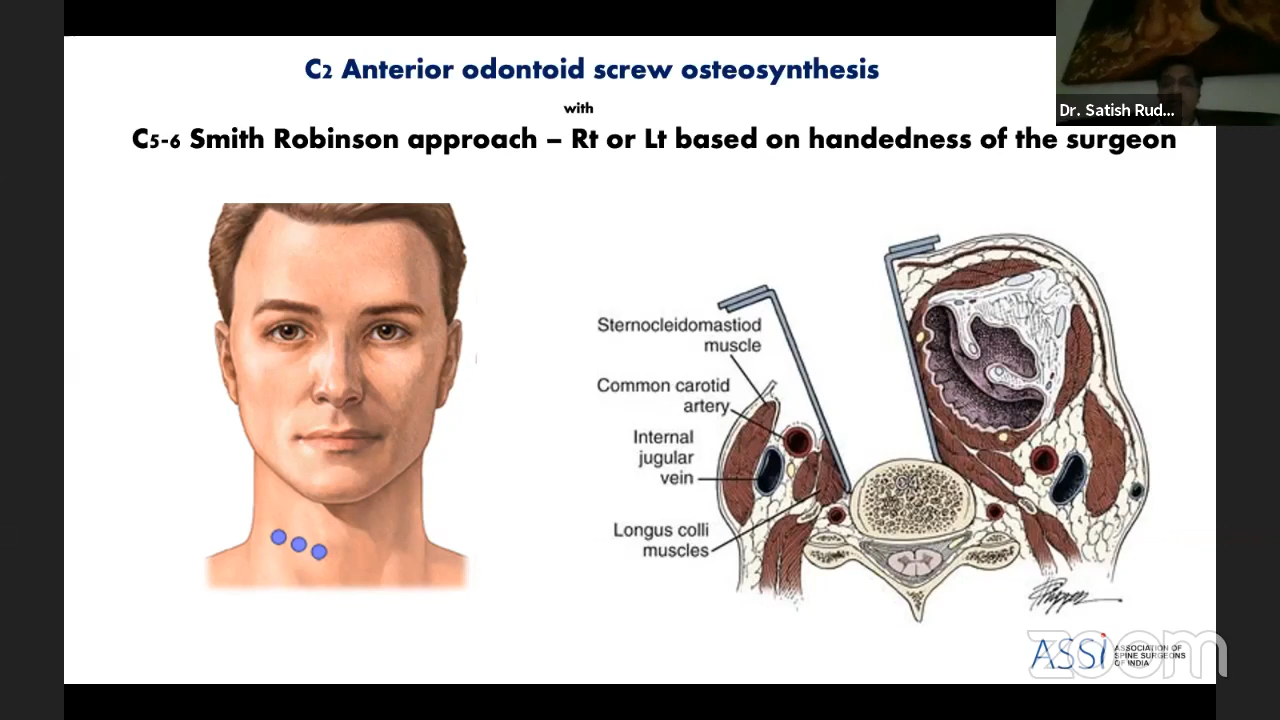 C2 Anterior odontoid screw osteosynthesis
with
C5-6 Smith Robinson approach – Rt or Lt based on handedness of the surgeon
Dr. Satish Rud...
Sternocleidomastiod
muscle
Common carotid
artery
Internal
jugular
vein
Longus colli
muscles
C4
ASSI
ASSOCIATION OF
SPINE SURGEONS
OF INDIA
zoom